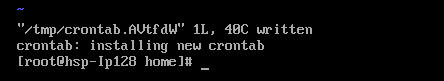 ~
"/tmp/crontab.AVtfdW" 1L, 40C written
crontab: installing new crontab
[root@hsp-Ip128 home]# _